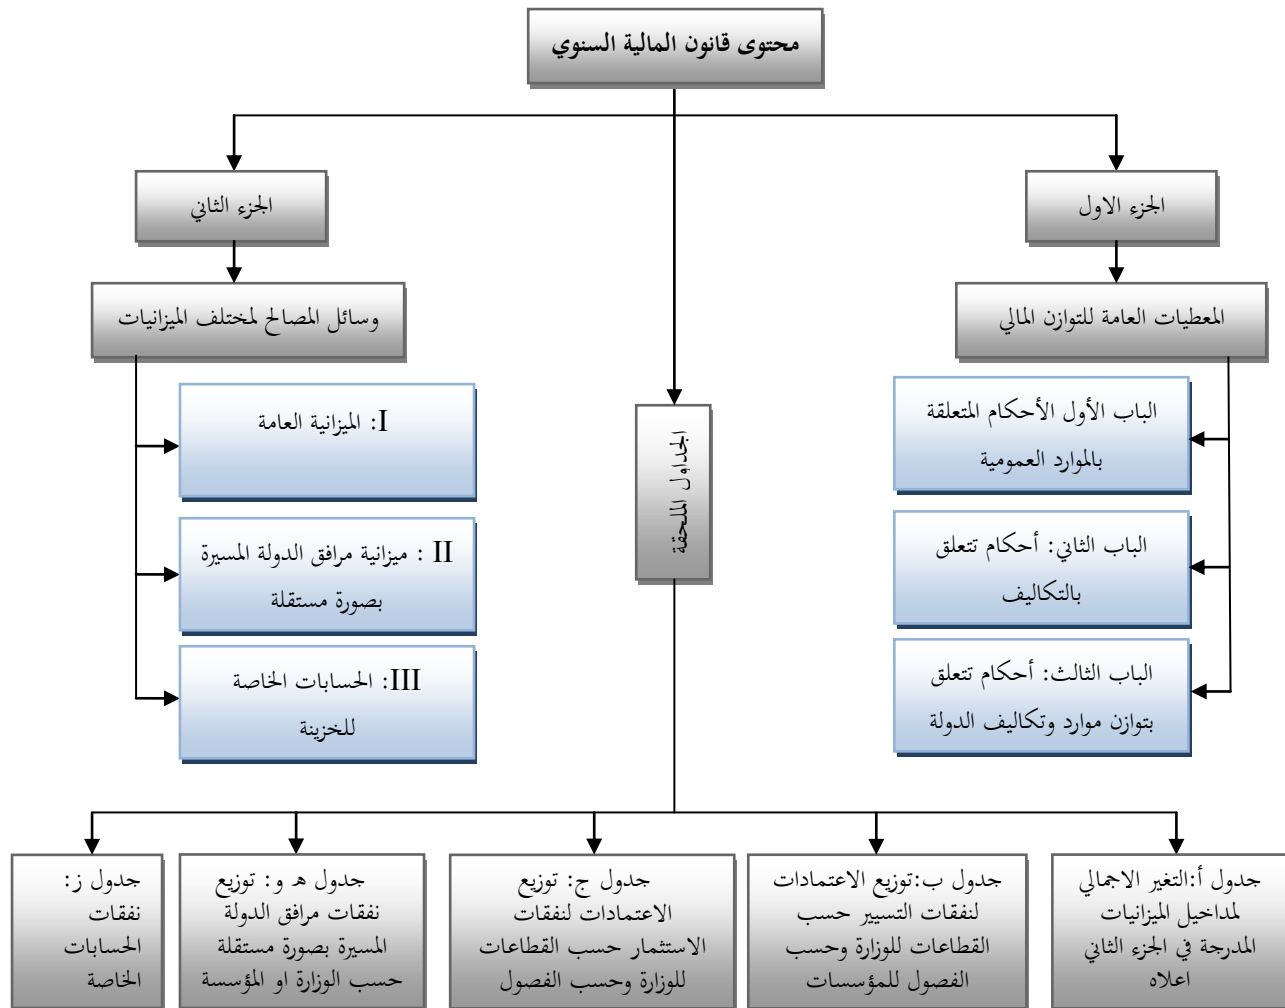 محتوى قانون المالية السنوي
الجزء الاول
المعطيات العامة للتوازن المالي
الباب الأول الأحكام المتعلقة
بالموارد العمومية
الباب الثاني: أحكام تتعلق
بالتكاليف
الباب الثالث: أحكام تتعلق
بتوازن موارد وتكاليف الدولة
الجزء الثاني
وسائل المصالح لمختلف الميزانيات
I: الميزانية العامة
II : ميزانية مرافق الدولة المسيرة
بصورة مستقلة
III: الحسابات الخاصة
للخزينة
الجداول الملحقة
جدول أ:التغير الاجمالي
لمداخيل الميزانيات
المدرجة في الجزء الثاني
اعلاه
جدول ب:توزيع الاعتمادات
لنفقات التسيير حسب
القطاعات للوزارة وحسب
الفصول للمؤسسات
جدول ج: توزيع
الاعتمادات لنفقات
الاستثمار حسب القطاعات
للوزارة وحسب الفصول
جدول ه و: توزيع
نفقات مرافق الدولة
المسيرة بصورة مستقلة
حسب الوزارة او المؤسسة
جدول ز:
نفقات
الحسابات
الخاصة